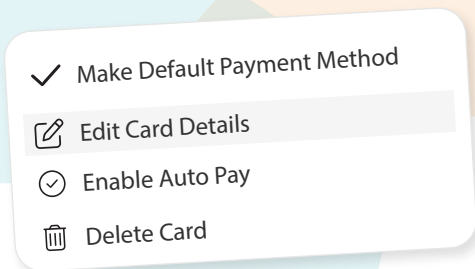 Make Default Payment Method
Edit Card Details
Enable Auto Pay
Delete Card